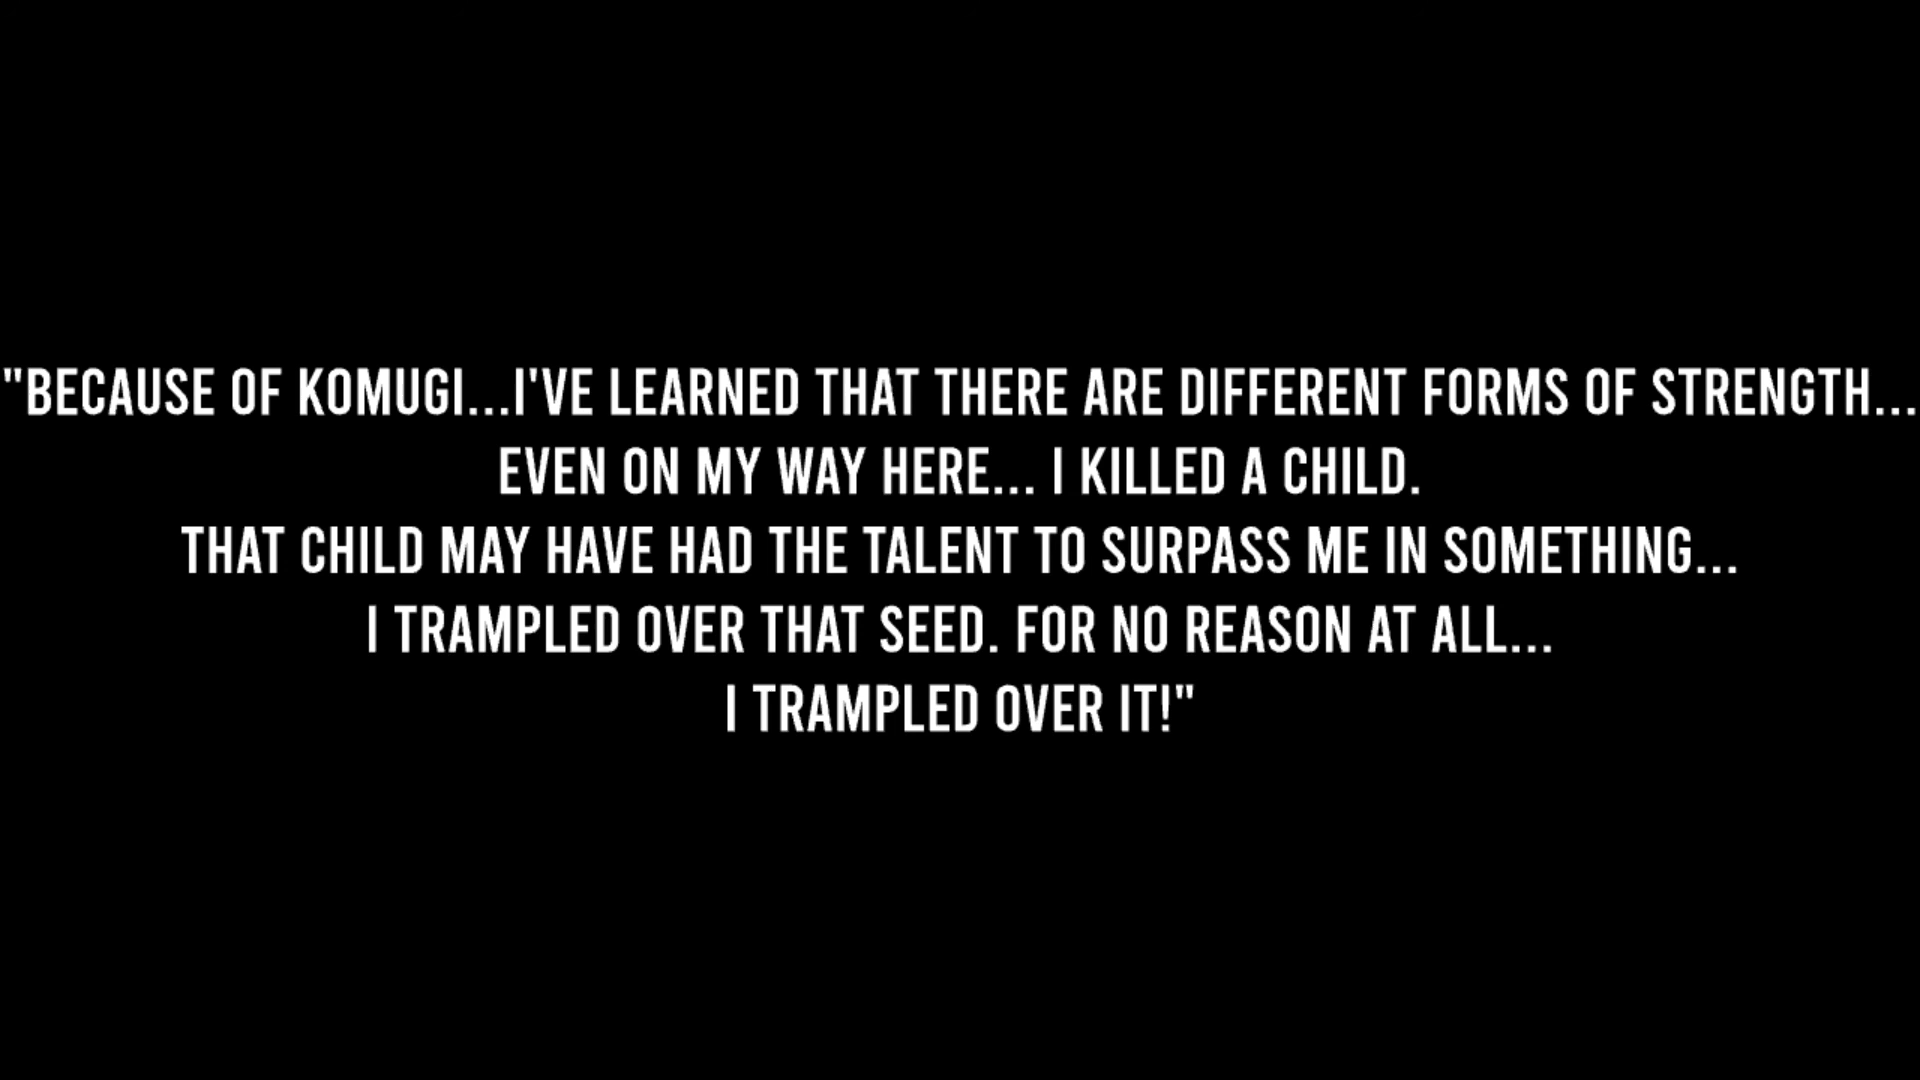 "BECAUSE OF KOMUGI...I'VE LEARNED THAT THERE ARE DIFFERENT FORMS OF STRENGTH...
EVEN ON MY WAY HERE... I KILLED A CHILD.
THAT CHILD MAY HAVE HAD THE TALENT TO SURPASS ME IN SOMETHING...
I TRAMPLED OVER THAT SEED. FOR NO REASON AT ALL...
I TRAMPLED OVER IT!"